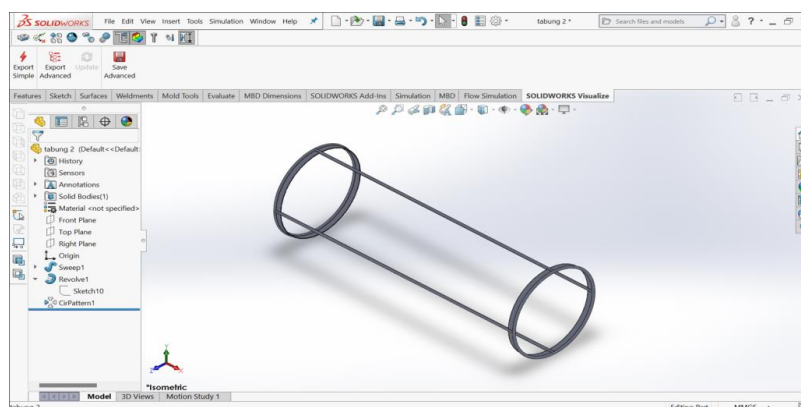 SOLIDWORKS File Edit View Insert Tools Simulation Window Help tabung 2 * Search files and models
Export Simple
Export Advanced
Update
Save Advanced
Features Sketch Surfaces Weldments Mold Tools Evaluate MBD Dimensions SOLIDWORKS Add-Ins Simulation MBD Flow Simulation SOLIDWORKS Visualize
tabung 2 (Default<<Default
History
Sensors
Annotations
Solid Bodies(1)
Material <not specified>
Front Plane
Top Plane
Right Plane
Origin
Sweep1
Revolve1
Sketch10
CirPattern1
*Isometric
Model 3D Views Motion Study 1
Editing Part MMGS